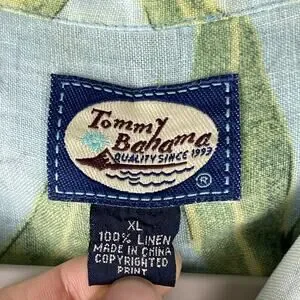 Tommy
Bahama
QUALITY SINCE 1993
®
XL
100% LINEN
MADE IN CHINA
COPYRIGHTED
PRINT